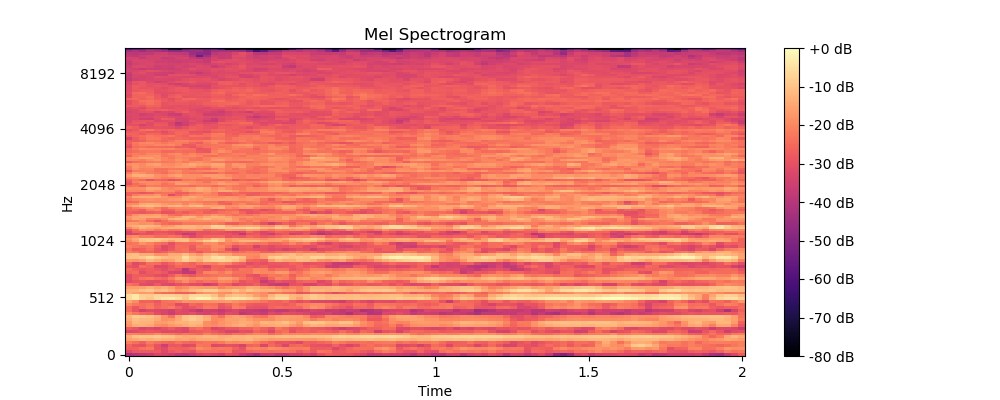 Mel Spectrogram
Hz
8192
4096
2048
1024
512
0
0 0.5 1 1.5 2
Time
+0 dB
-10 dB
-20 dB
-30 dB
-40 dB
-50 dB
-60 dB
-70 dB
-80 dB